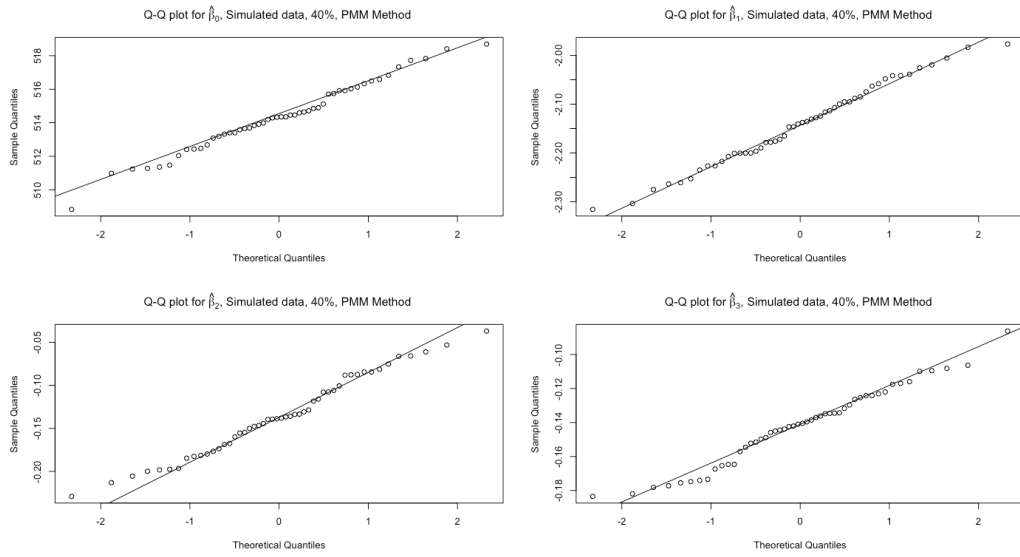 Q-Q plot for β̂₀, Simulated data, 40%, PMM Method
Sample Quantiles
518
516
514
512
510
-2 -1 0 1 2
Theoretical Quantiles
Q-Q plot for β̂₁, Simulated data, 40%, PMM Method
Sample Quantiles
-2.00
-2.10
-2.20
-2.30
-2 -1 0 1 2
Theoretical Quantiles
Q-Q plot for β̂₂, Simulated data, 40%, PMM Method
Sample Quantiles
-0.05
-0.10
-0.15
-0.20
-2 -1 0 1 2
Theoretical Quantiles
Q-Q plot for β̂₃, Simulated data, 40%, PMM Method
Sample Quantiles
-0.10
-0.12
-0.14
-0.16
-0.18
-2 -1 0 1 2
Theoretical Quantiles